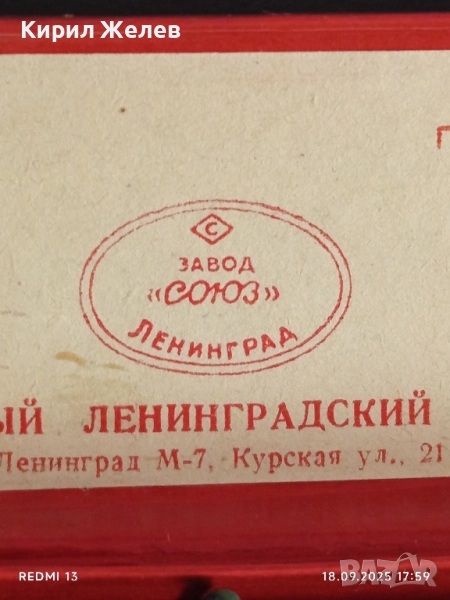 Кирил Желев
С
ЗАВОД
«СОЮЗ»
ЛЕНИНГРАД
ЫЙ ЛЕНИНГРАДСКИЙ
Ленинград М-7, Курская ул., 21
REDMI 13
18.09.2025 17:59
BAZAR